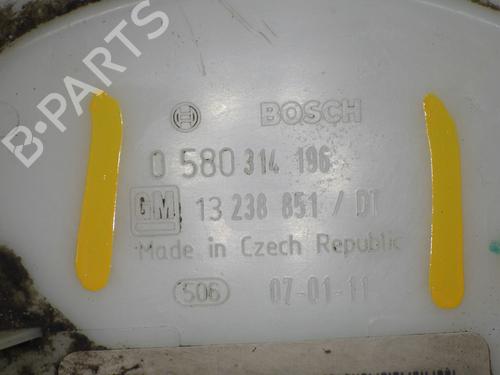 B-PARTS
BOSCH
0 580 314 196
GM 13 238 851 / DT
Made in Czech Republic
506 07-01-11